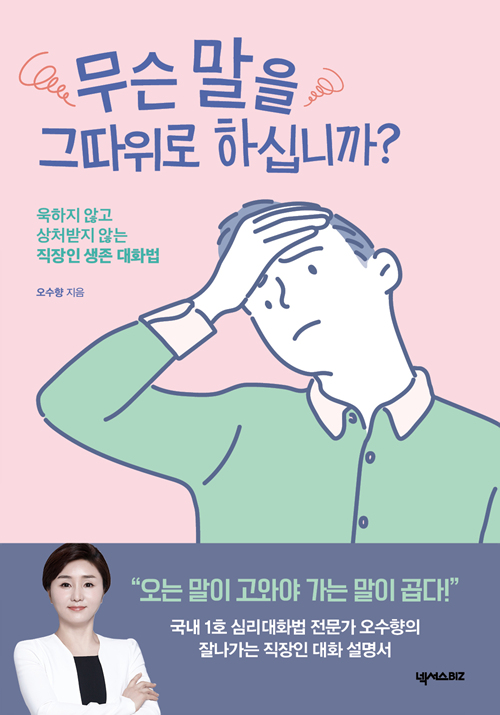 무슨 말을
그따위로 하십니까?
욱하지 않고
상처받지 않는
직장인 생존 대화법
오수향 지음
“오는 말이 고와야 가는 말이 곱다!”
국내 1호 심리대화법 전문가 오수향의
잘나가는 직장인 대화 설명서
넥서스BIZ